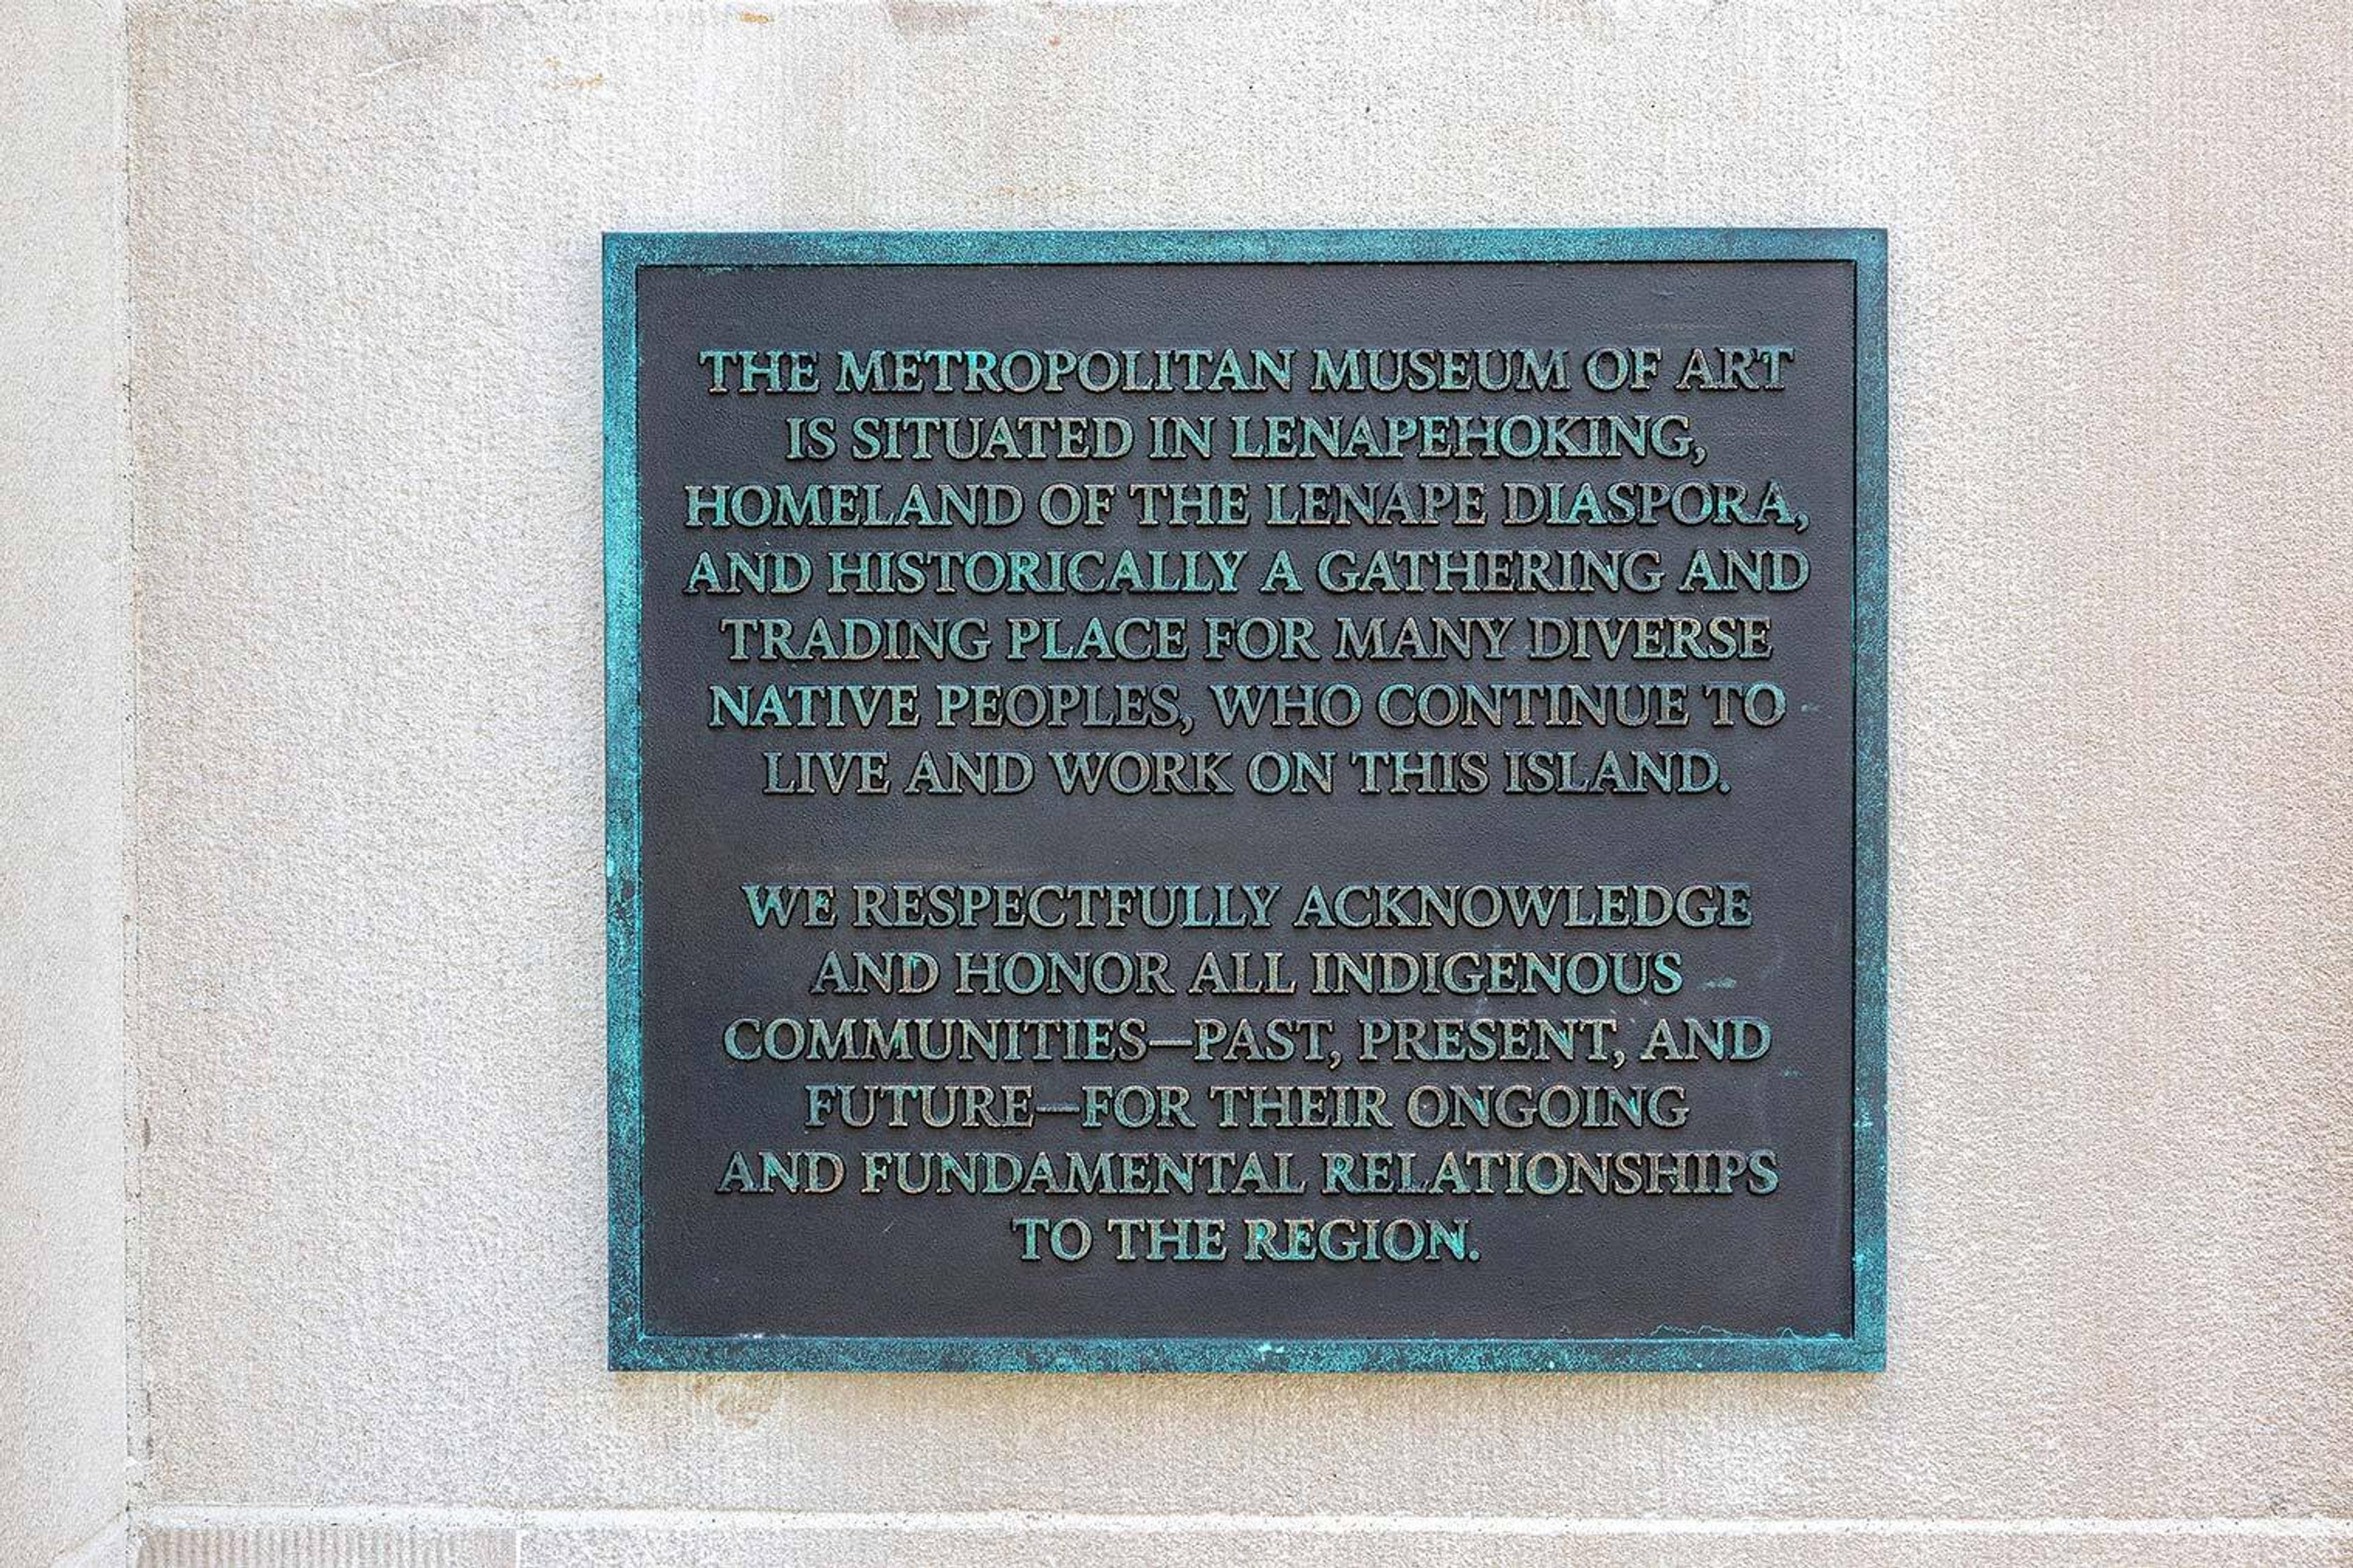 THE METROPOLITAN MUSEUM OF ART
IS SITUATED IN LENAPEHOKING,
HOMELAND OF THE LENAPE DIASPORA,
AND HISTORICALLY A GATHERING AND
TRADING PLACE FOR MANY DIVERSE
NATIVE PEOPLES, WHO CONTINUE TO
LIVE AND WORK ON THIS ISLAND.
WE RESPECTFULLY ACKNOWLEDGE
AND HONOR ALL INDIGENOUS
COMMUNITIES—PAST, PRESENT, AND
FUTURE—FOR THEIR ONGOING
AND FUNDAMENTAL RELATIONSHIPS
TO THE REGION.